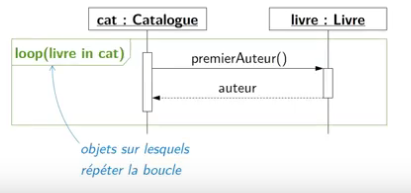 cat : Catalogue
livre : Livre
loop(livre in cat)
premierAuteur()
auteur
objets sur lesquels
répéter la boucle